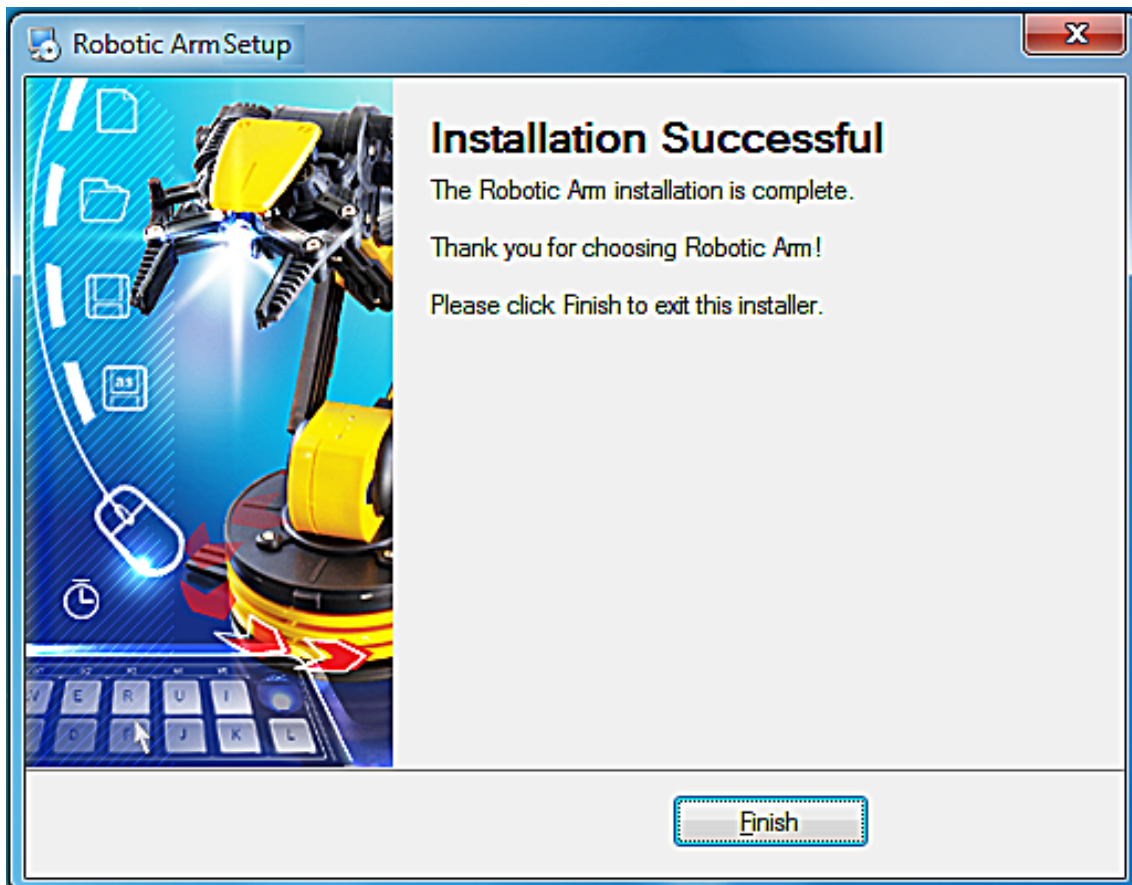 Robotic Arm Setup
Installation Successful
The Robotic Arm installation is complete.
Thank you for choosing Robotic Arm!
Please click Finish to exit this installer.
as
E R U I
D F J K L
Finish